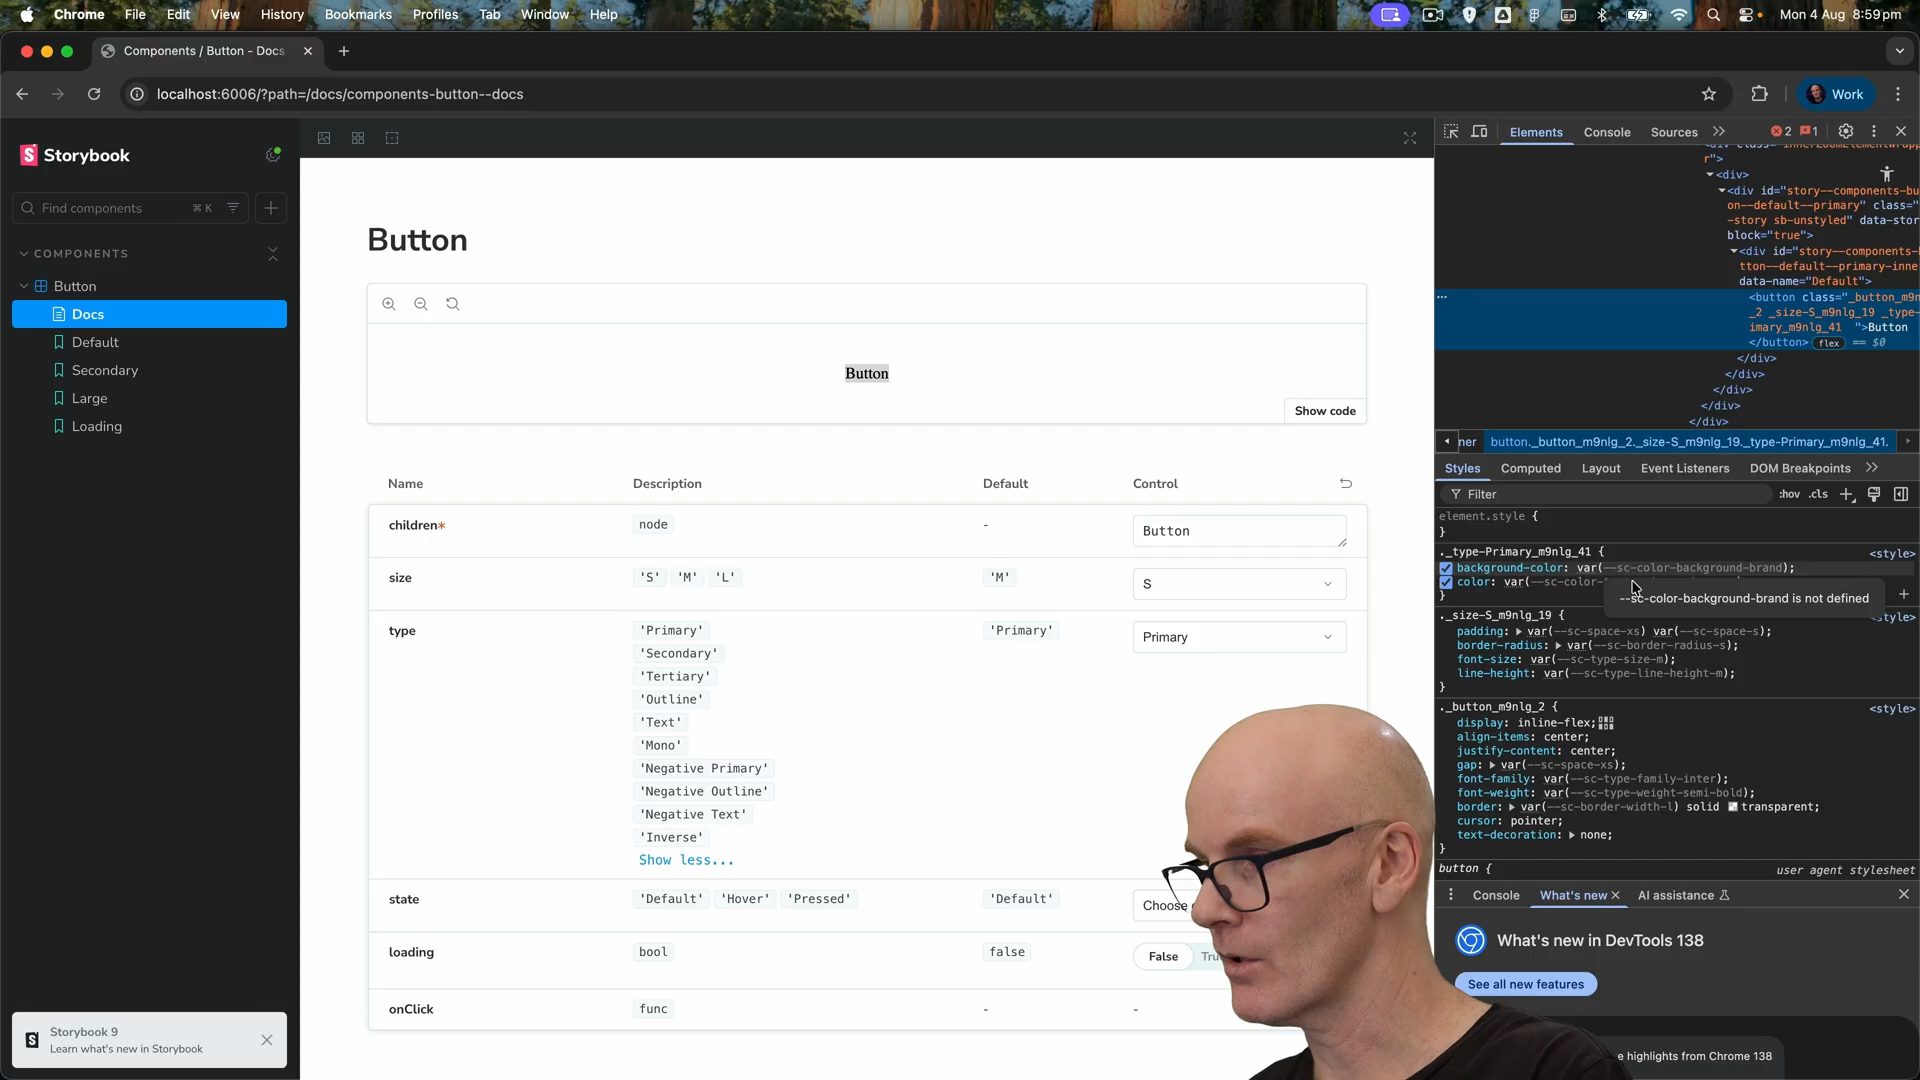 Chrome File Edit View History Bookmarks Profiles Tab Window Help Mon 4 Aug 8:59 pm
Components / Button - Docs
localhost:6006/?path=/docs/components-button--docs
Work
Storybook
Find components ⌘ K
COMPONENTS
Button
Docs
Default
Secondary
Large
Loading
Storybook 9
Learn what's new in Storybook
Button
Button
Show code
Name Description Default Control
children* node - Button
size 'S' 'M' 'L' 'M' S
type 'Primary' 'Primary' Primary
'Secondary'
'Tertiary'
'Outline'
'Text'
'Mono'
'Negative Primary'
'Negative Outline'
'Negative Text'
'Inverse'
Show less...
state 'Default' 'Hover' 'Pressed' 'Default' Choose
loading bool false False
onClick func - -
Elements Console Sources 2 1
r">
<div>
<div id="story--components-bu
on--default--primary" class="
-story sb-unstyled" data-stor
block="true">
<div id="story--components-
tton--default--primary-inne
data-name="Default">
<button class="_button_m9n
_2 _size-S_m9nlg_19 _type-
imary_m9nlg_41 ">Button
</button> flex == $0
</div>
</div>
</div>
</div>
</div>
ner button._button_m9nlg_2._size-S_m9nlg_19._type-Primary_m9nlg_41.
Styles Computed Layout Event Listeners DOM Breakpoints
Filter :hov .cls
element.style {
}
._type-Primary_m9nlg_41 { <style>
background-color: var(--sc-color-background-brand);
color: var(--sc-color-
--sc-color-background-brand is not defined
}
._size-S_m9nlg_19 { <style>
padding: var(--sc-space-xs) var(--sc-space-s);
border-radius: var(--sc-border-radius-s);
font-size: var(--sc-type-size-m);
line-height: var(--sc-type-line-height-m);
}
._button_m9nlg_2 { <style>
display: inline-flex;
align-items: center;
justify-content: center;
gap: var(--sc-space-xs);
font-family: var(--sc-type-family-inter);
font-weight: var(--sc-type-weight-semi-bold);
border: var(--sc-border-width-l) solid transparent;
cursor: pointer;
text-decoration: none;
}
button { user agent stylesheet
Console What's new AI assistance
What's new in DevTools 138
See all new features
highlights from Chrome 138